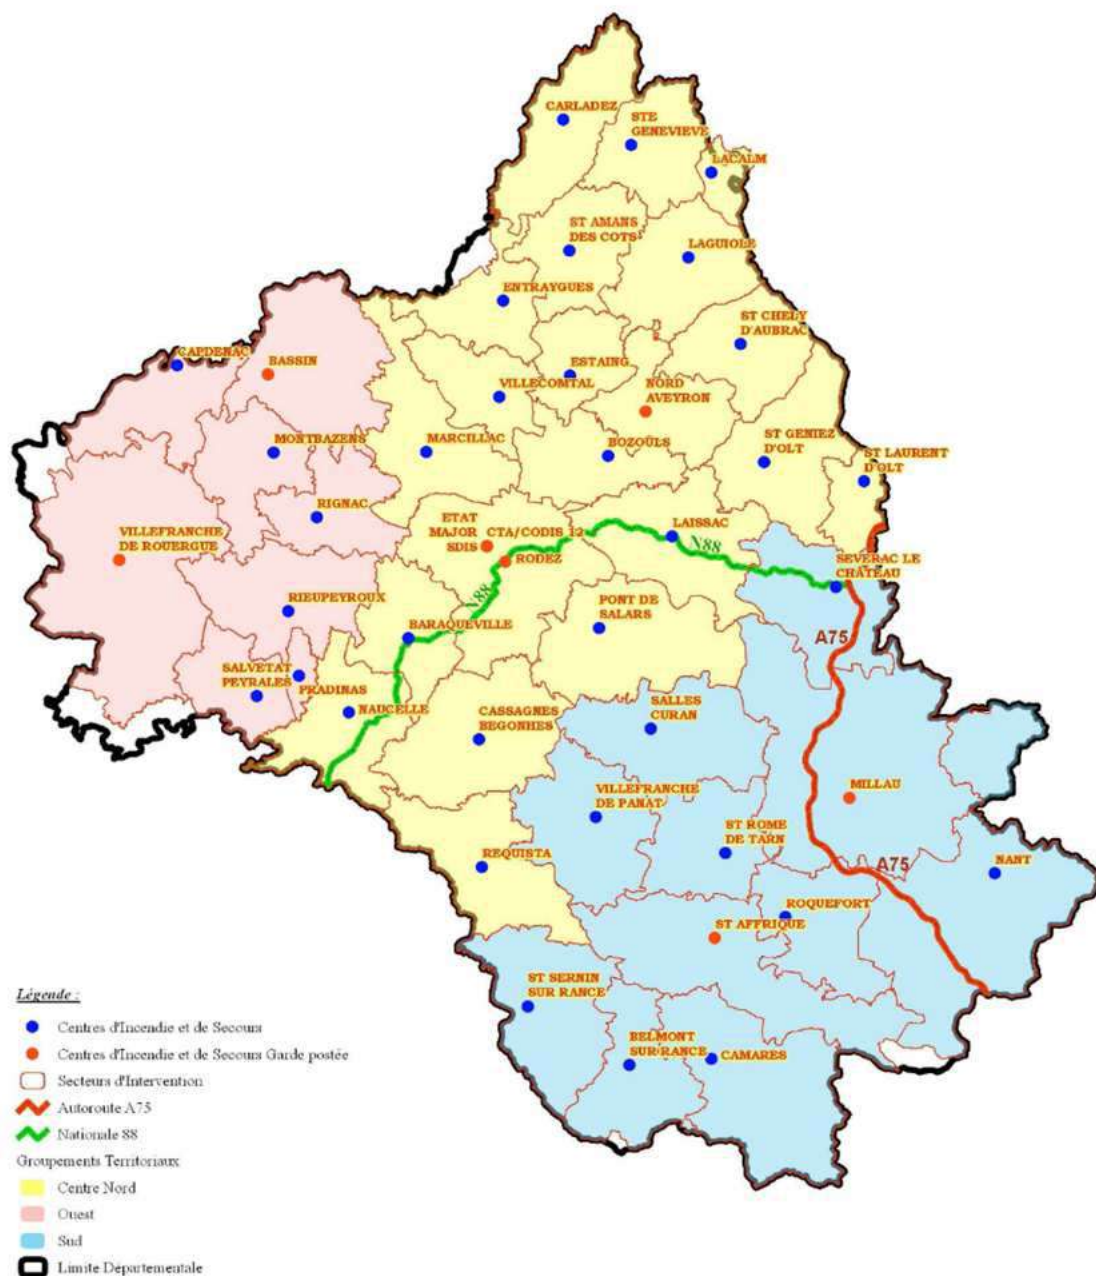 CARLADEZ
STE
GENEVIEVE
LACALM
ST AMANS
DES COTS
LAGUIOLE
ENTRAYGUES
ST CHELY
D'AUBRAC
CAPDENAC
BASSIN
ESTAING
VILLECOMTAL
NORD
AVEYRON
MONTBAZENS
MARCILLAC
BOZOULS
ST GENIEZ
D'OLT
ST LAURENT
D'OLT
RIGNAC
VILLEFRANCHE
DE ROUERGUE
ETAT
MAJOR
SDIS
CTA/CODIS 12
RODEZ
LAISSAC
N88
SEVERAC LE
CHATEAU
N88
RIEUPEYROUX
BARAQUEVILLE
PONT DE
SALARS
A75
SALVETAT
PEYRALES
PRADINAS
NAUCELLE
CASSAGNES
BEGONHES
SALLES
CURAN
VILLEFRANCHE
DE PANAT
MILLAU
ST ROME
DE TARN
REQUISTA
A75
NANT
ROQUEFORT
ST AFFRIQUE
ST SERNIN
SUR RANCE
BELMONT
SUR RANCE
CAMARES
Légende :
Centres d'Incendie et de Secours
Centres d'Incendie et de Secours Garde postée
Secteurs d'Intervention
Autoroute A75
Nationale 88
Groupements Territoriaux
Centre Nord
Ouest
Sud
Limite Départementale